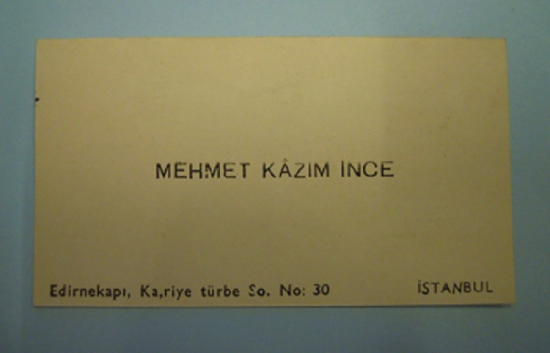 MEHMET KÂZIM İNCE
Edirnekapı, Ka,riye türbe So. No: 30 İSTANBUL